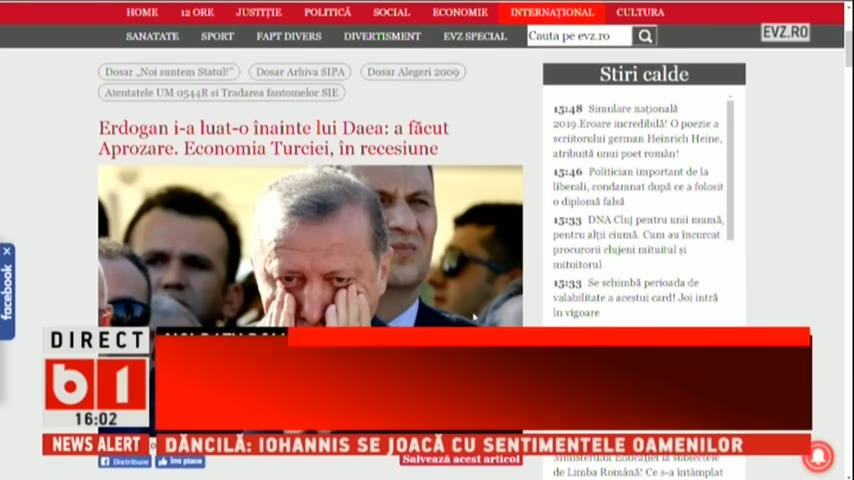 HOME 12 ORE JUSTIȚIE POLITICĂ SOCIAL ECONOMIE INTERNAȚIONAL CULTURA
SANATATE SPORT FAPT DIVERS DIVERTISMENT EVZ SPECIAL Cauta pe evz.ro
EVZ.RO
Dosar „Noi suntem Statul!" Dosar Arhiva SIPA Dosar Alegeri 2009
Atentatele UM 0544R si Tradarea fantomelor SIE
Erdogan i-a luat-o înainte lui Daea: a făcut
Aprozare. Economia Turciei, în recesiune
Stiri calde
15:48 Simulare națională
2019.Eroare incredibilă! O poezie a
scriitorului german Heinrich Heine,
atribuită unui poet român!
15:46 Politician important de la
liberali, condamnat după ce a folosit
o diplomă falsă
15:33 DNA Cluj pentru unii mumă,
pentru alții ciumă. Cum au încurcat
procurorii clujeni mituitul și
mituitorul
15:33 Se schimbă perioada de
valabilitate a acestui card! Joi intră
în vigoare
facebook
DIRECT
b1
16:02
NEWS ALERT DĂNCILĂ: IOHANNIS SE JOACĂ CU SENTIMENTELE OAMENILOR
Distribuie îmi place
Salvează acest articol
Ministerului Educației la subiectele
de Limba Română! Ce s-a întâmplat